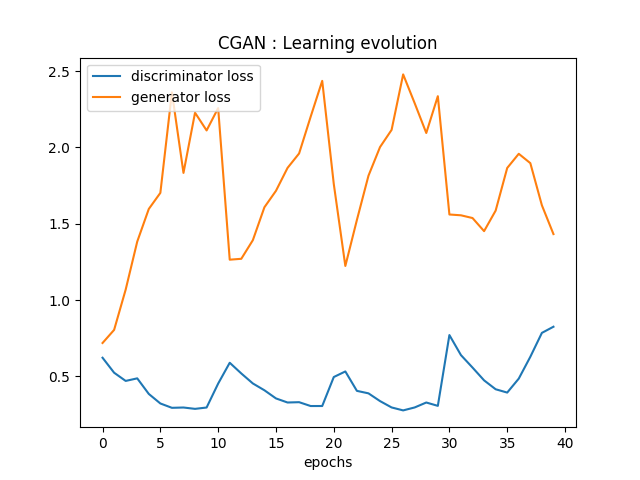 CGAN : Learning evolution
discriminator loss
generator loss
2.5
2.0
1.5
1.0
0.5
0 5 10 15 20 25 30 35 40
epochs